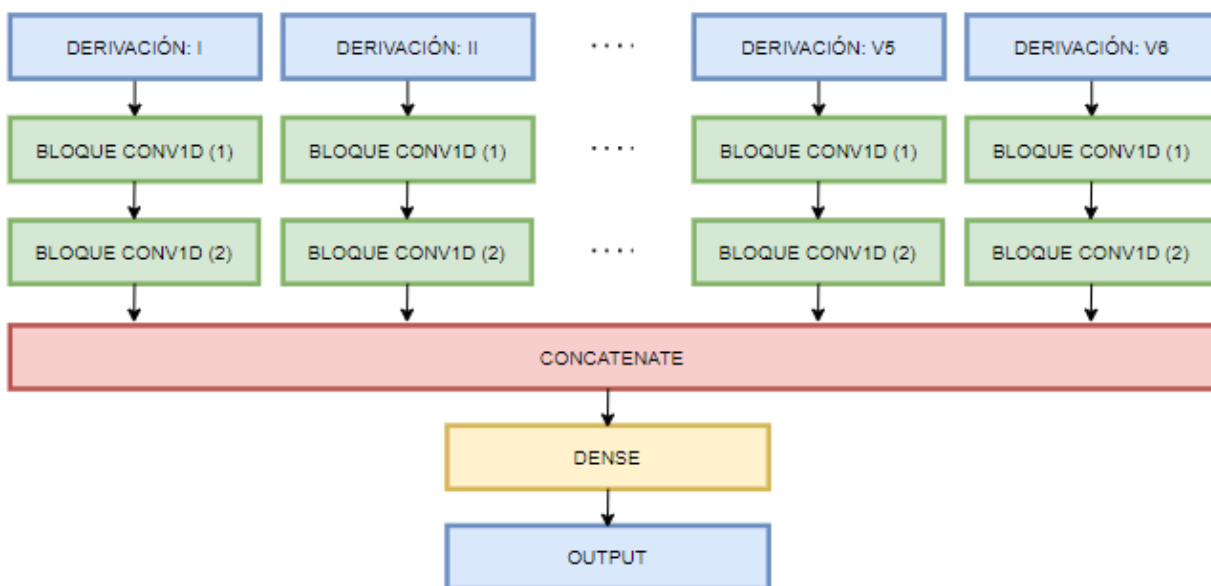 DERIVACIÓN: I
DERIVACIÓN: II
....
DERIVACIÓN: V5
DERIVACIÓN: V6
BLOQUE CONV1D (1)
BLOQUE CONV1D (1)
....
BLOQUE CONV1D (1)
BLOQUE CONV1D (1)
BLOQUE CONV1D (2)
BLOQUE CONV1D (2)
....
BLOQUE CONV1D (2)
BLOQUE CONV1D (2)
CONCATENATE
DENSE
OUTPUT